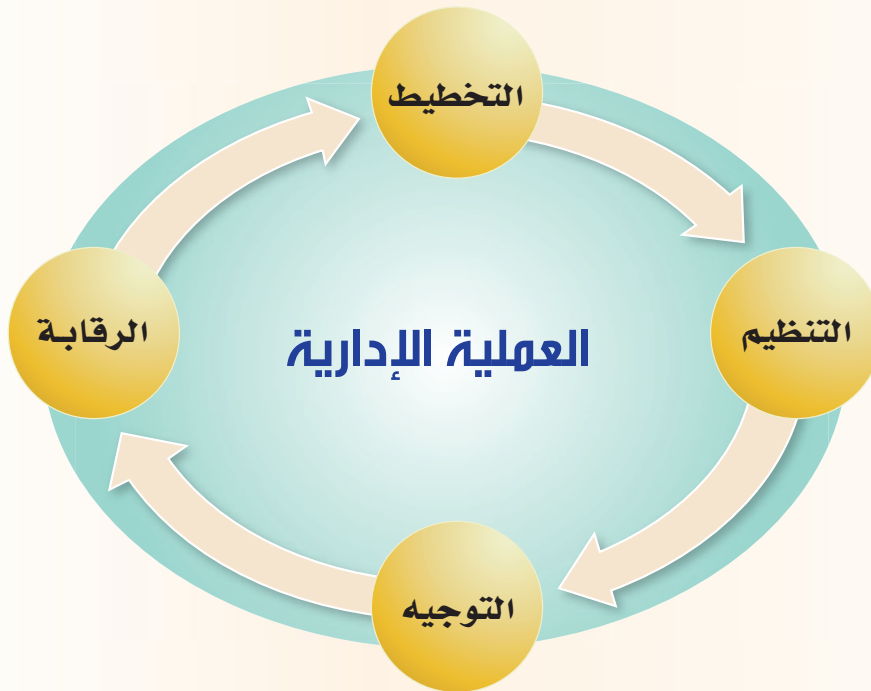 التخطيط
التنظيم
العملية الإدارية
الرقابة
التوجيه